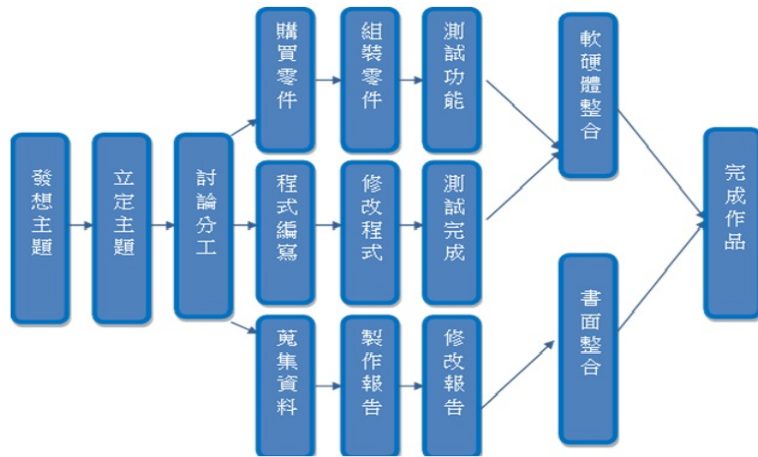 發想主題
立定主題
討論分工
購買零件
組裝零件
測試功能
程式編寫
修改程式
測試完成
蒐集資料
製作報告
修改報告
軟硬體整合
書面整合
完成作品